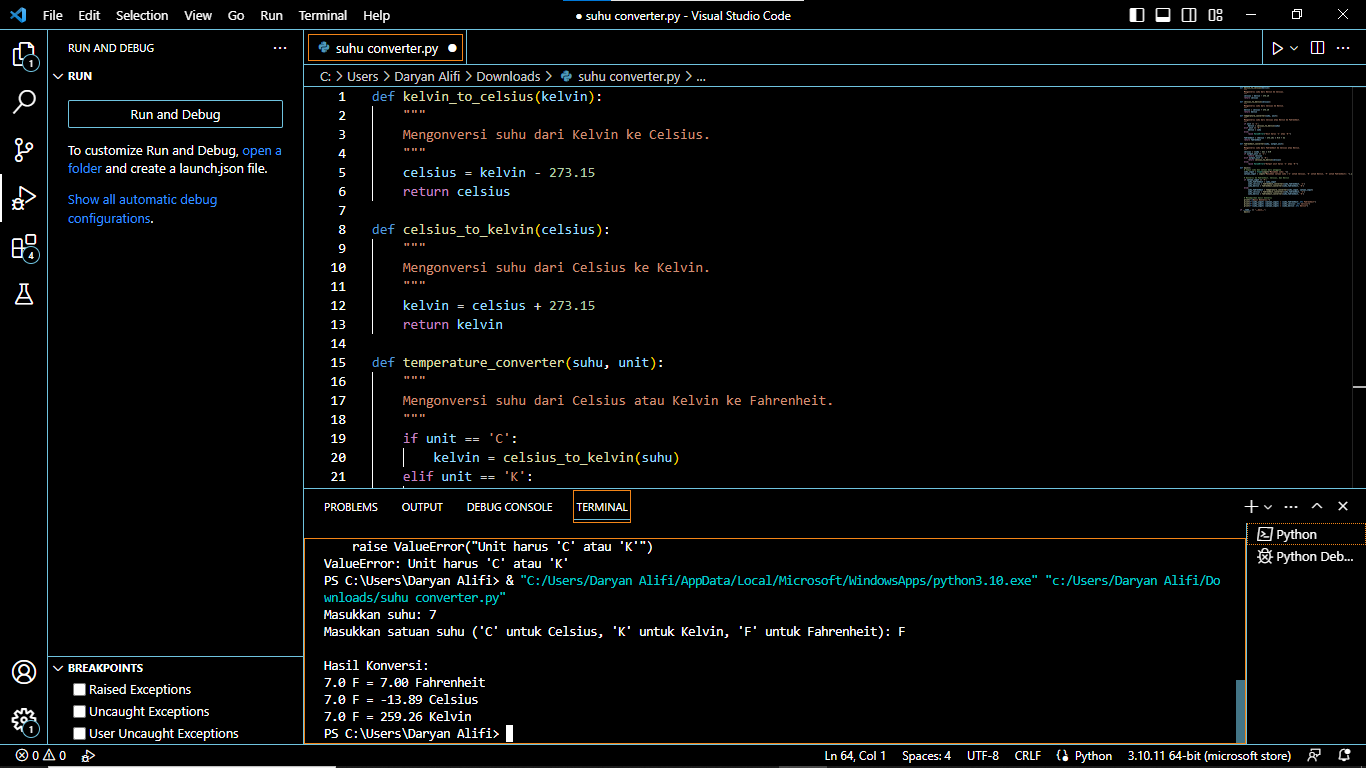 File Edit Selection View Go Run Terminal Help ● suhu converter.py - Visual Studio Code
RUN AND DEBUG ···
RUN
Run and Debug
To customize Run and Debug, open a
folder and create a launch.json file.
Show all automatic debug
configurations.
1
4
1
BREAKPOINTS
Raised Exceptions
Uncaught Exceptions
User Uncaught Exceptions
suhu converter.py ●
C: > Users > Daryan Alifi > Downloads > suhu converter.py > ...
1 def kelvin_to_celsius(kelvin):
2 """
3 Mengonversi suhu dari Kelvin ke Celsius.
4 """
5 celsius = kelvin - 273.15
6 return celsius
7
8 def celsius_to_kelvin(celsius):
9 """
10 Mengonversi suhu dari Celsius ke Kelvin.
11 """
12 kelvin = celsius + 273.15
13 return kelvin
14
15 def temperature_converter(suhu, unit):
16 """
17 Mengonversi suhu dari Celsius atau Kelvin ke Fahrenheit.
18 """
19 if unit == 'C':
20 kelvin = celsius_to_kelvin(suhu)
21 elif unit == 'K':
PROBLEMS OUTPUT DEBUG CONSOLE TERMINAL
raise ValueError("Unit harus 'C' atau 'K'")
ValueError: Unit harus 'C' atau 'K'
PS C:\Users\Daryan Alifi> & "C:/Users/Daryan Alifi/AppData/Local/Microsoft/WindowsApps/python3.10.exe" "c:/Users/Daryan Alifi/Do
wnloads/suhu converter.py"
Masukkan suhu: 7
Masukkan satuan suhu ('C' untuk Celsius, 'K' untuk Kelvin, 'F' untuk Fahrenheit): F
Hasil Konversi:
7.0 F = 7.00 Fahrenheit
7.0 F = -13.89 Celsius
7.0 F = 259.26 Kelvin
PS C:\Users\Daryan Alifi>
Python
Python Deb...
0 0 Ln 64, Col 1 Spaces: 4 UTF-8 CRLF Python 3.10.11 64-bit (microsoft store)